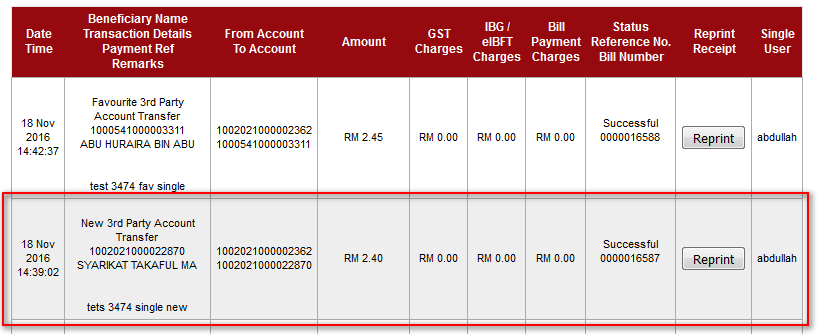 Date
Time
Beneficiary Name
Transaction Details
Payment Ref
Remarks
From Account
To Account
Amount
GST
Charges
IBG /
eIBFT
Charges
Bill
Payment
Charges
Status
Reference No.
Bill Number
Reprint
Receipt
Single
User
18 Nov
2016
14:42:37
Favourite 3rd Party
Account Transfer
1000541000003311
ABU HURAIRA BIN ABU
test 3474 fav single
1002021000002362
1000541000003311
RM 2.45
RM 0.00
RM 0.00
RM 0.00
Successful
0000016588
Reprint
abdullah
18 Nov
2016
14:39:02
New 3rd Party Account
Transfer
1002021000022870
SYARIKAT TAKAFUL MA
tets 3474 single new
1002021000002362
1002021000022870
RM 2.40
RM 0.00
RM 0.00
RM 0.00
Successful
0000016587
Reprint
abdullah